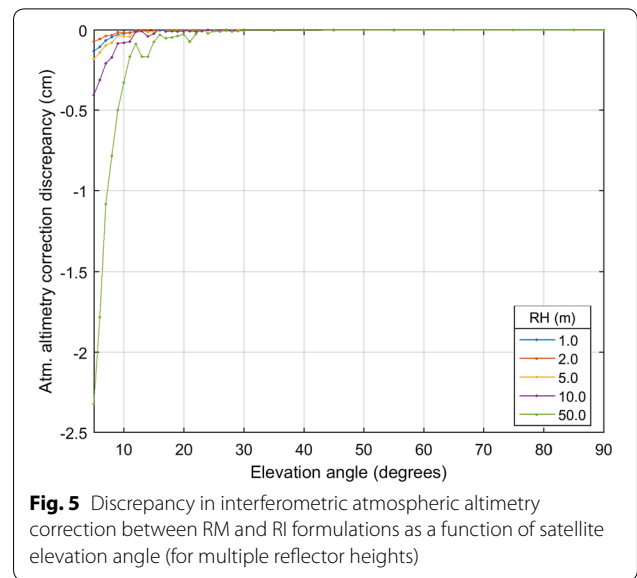 Atm. altimetry correction discrepancy (cm)
0
-0.5
-1
-1.5
-2
-2.5
10 20 30 40 50 60 70 80 90
Elevation angle (degrees)
RH (m)
1.0
2.0
5.0
10.0
50.0
Fig. 5 Discrepancy in interferometric atmospheric altimetry
correction between RM and RI formulations as a function of satellite
elevation angle (for multiple reflector heights)